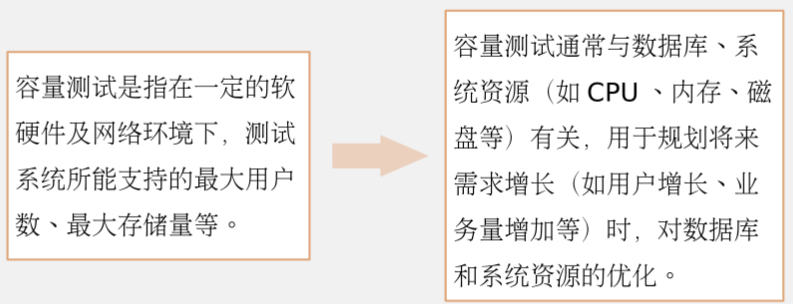 容量测试是指在一定的软
硬件及网络环境下，测试
系统所能支持的最大用户
数、最大存储量等。
容量测试通常与数据库、系
统资源（如 CPU 、内存、磁
盘等）有关，用于规划将来
需求增长（如用户增长、业
务量增加等）时，对数据库
和系统资源的优化。